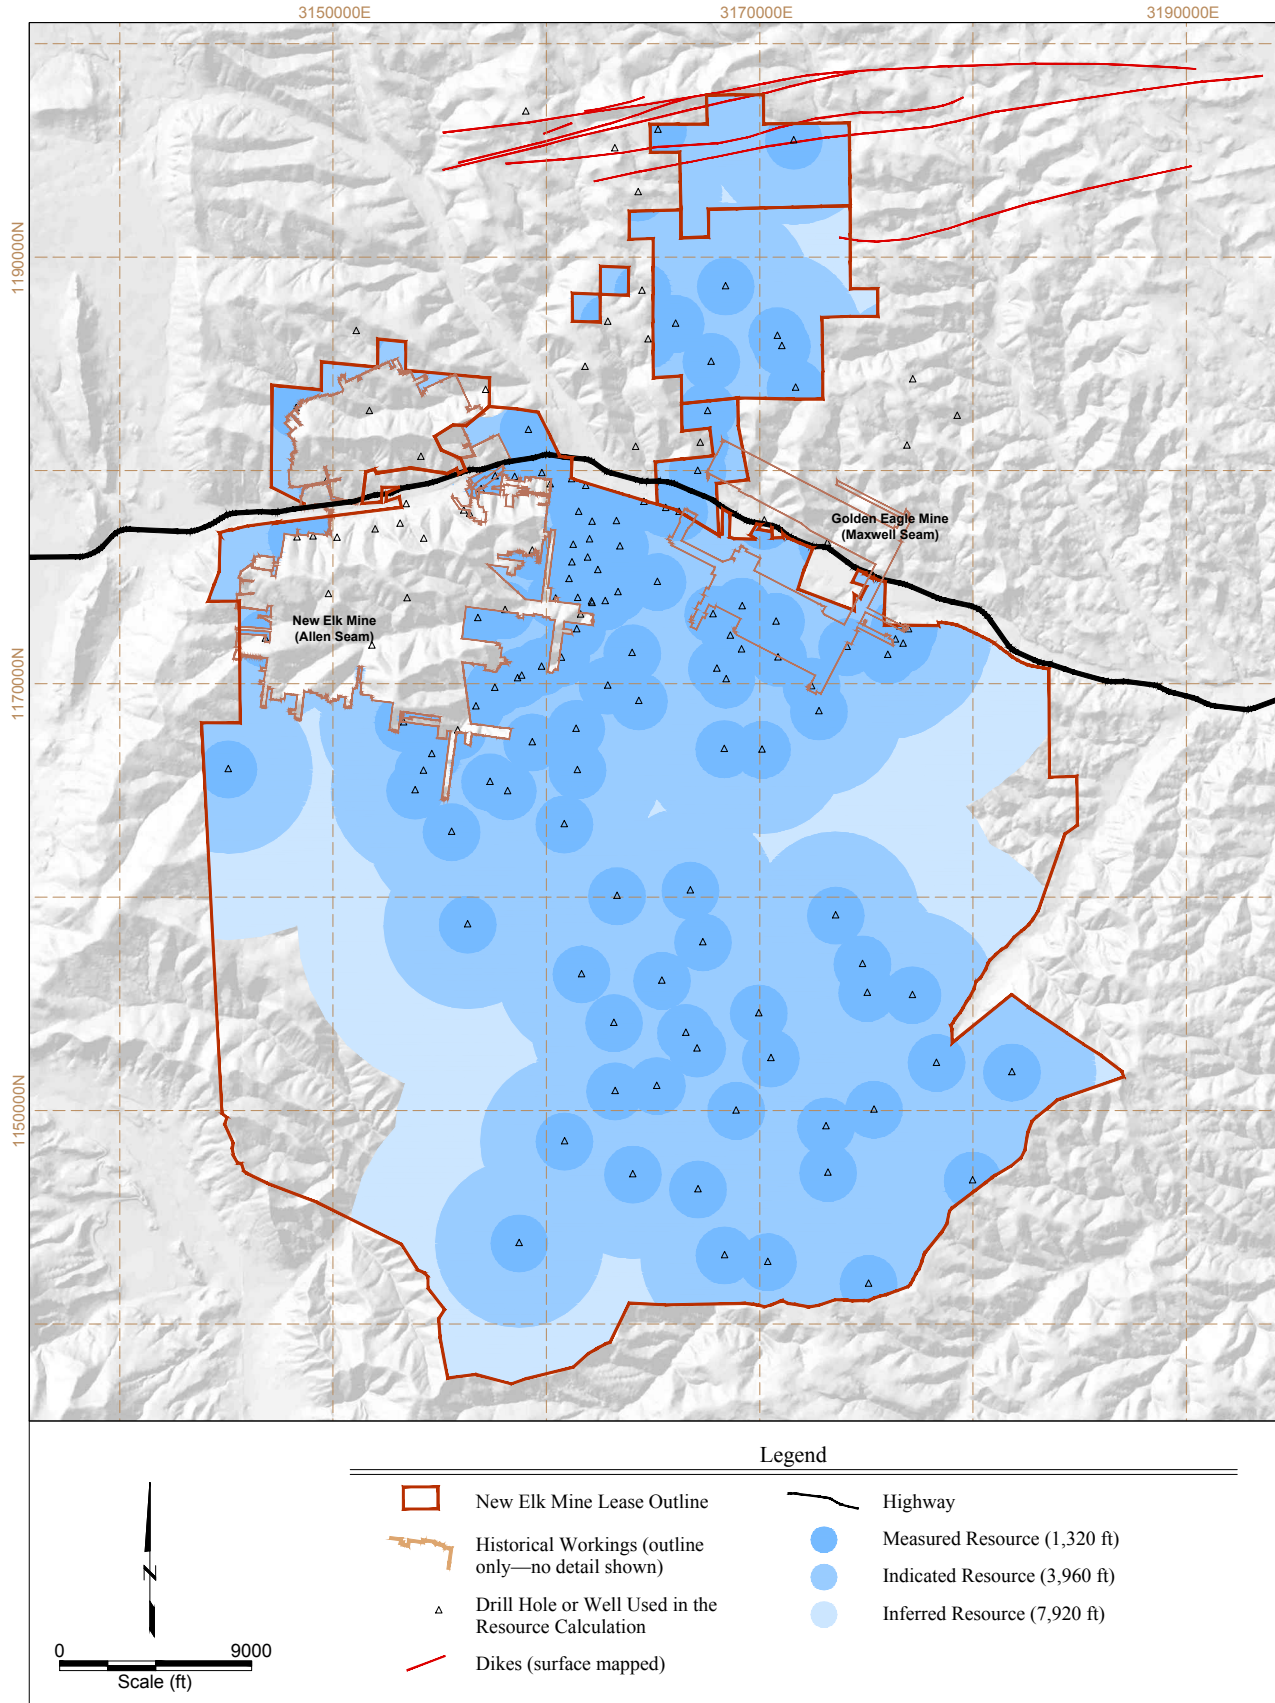 3150000E
3170000E
3190000E
1190000N
1170000N
1150000N
Golden Eagle Mine
(Maxwell Seam)
New Elk Mine
(Allen Seam)
Legend
New Elk Mine Lease Outline
Historical Workings (outline
only—no detail shown)
Drill Hole or Well Used in the
Resource Calculation
Dikes (surface mapped)
Highway
Measured Resource (1,320 ft)
Indicated Resource (3,960 ft)
Inferred Resource (7,920 ft)
N
0 9000
Scale (ft)